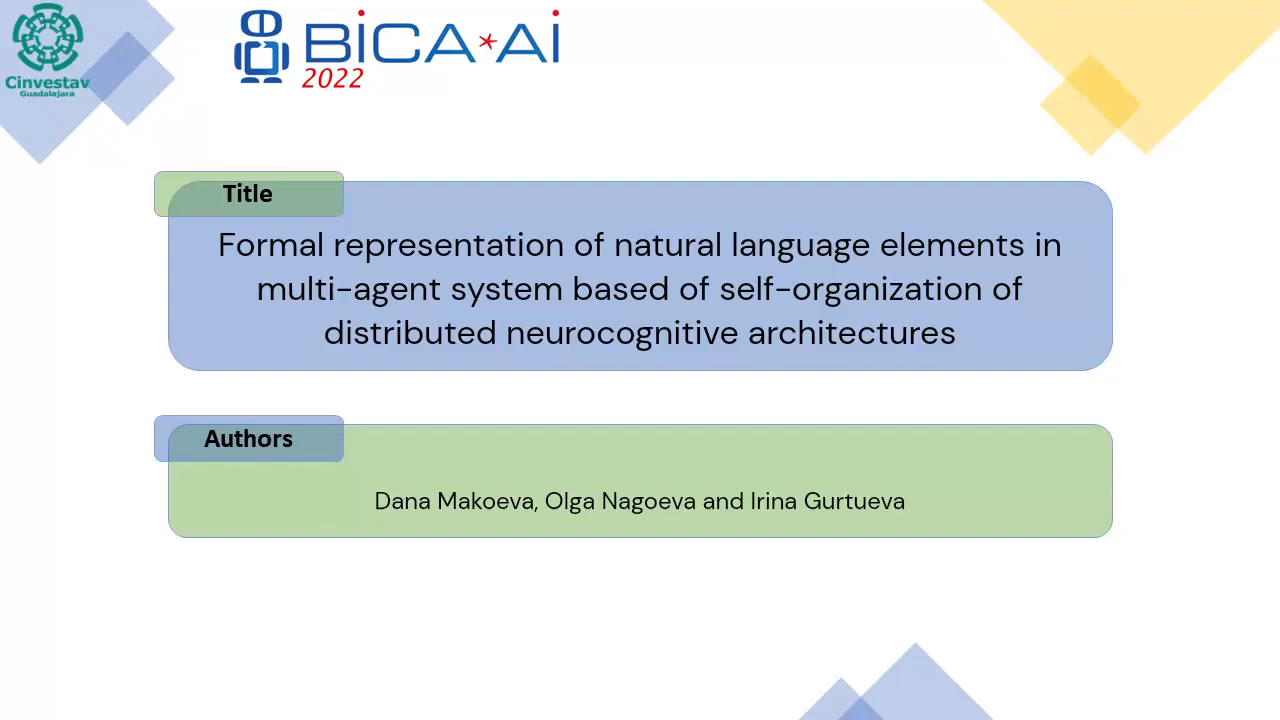 Cinvestav
Guadalajara
BiCA*Ai
2022
Title
Formal representation of natural language elements in
multi-agent system based of self-organization of
distributed neurocognitive architectures
Authors
Dana Makoeva, Olga Nagoeva and Irina Gurtueva